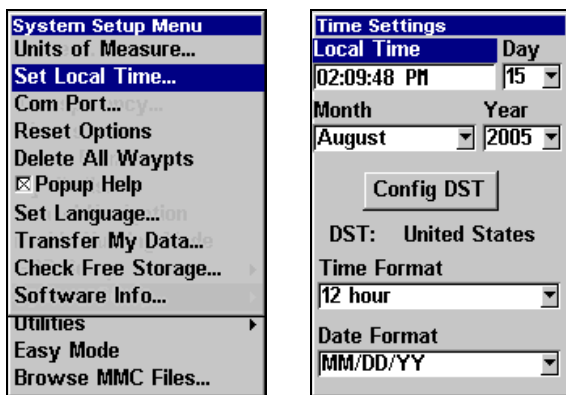 System Setup Menu
Units of Measure...
Set Local Time...
Com Port...
Reset Options
Delete All Waypts
Popup Help
Set Language...
Transfer My Data...
Check Free Storage...
Software Info...
Utilities
Easy Mode
Browse MMC Files...
Time Settings
Local Time Day
02:09:48 PM 15
Month Year
August 2005
Config DST
DST: United States
Time Format
12 hour
Date Format
MM/DD/YY